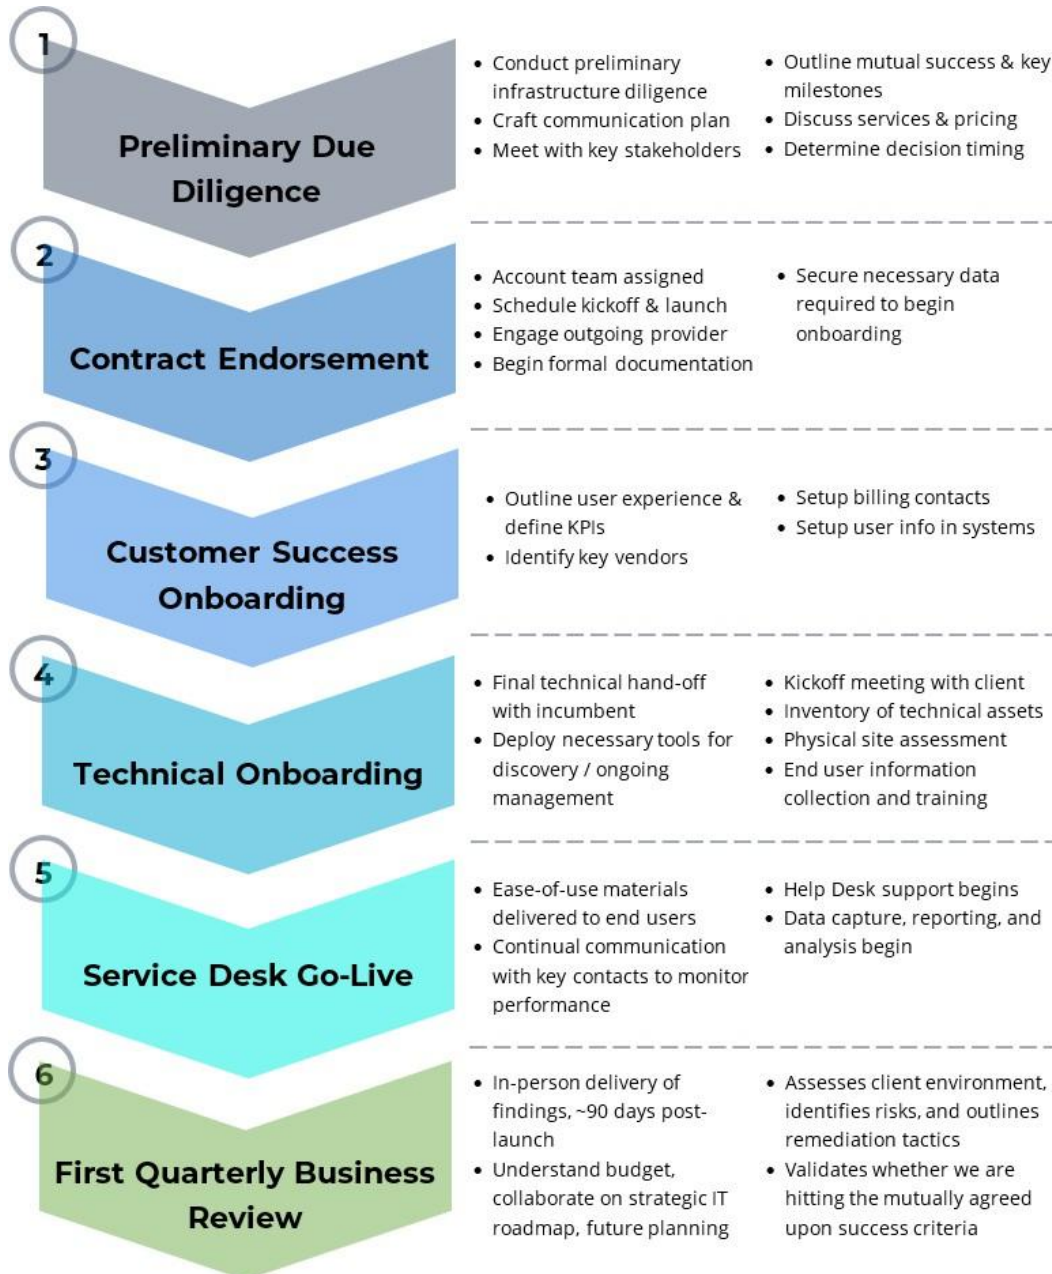 1
Preliminary Due
Diligence
• Conduct preliminary
infrastructure diligence
• Craft communication plan
• Meet with key stakeholders
• Outline mutual success & key
milestones
• Discuss services & pricing
• Determine decision timing
2
Contract Endorsement
• Account team assigned
• Schedule kickoff & launch
• Engage outgoing provider
• Begin formal documentation
• Secure necessary data
required to begin
onboarding
3
Customer Success
Onboarding
• Outline user experience &
define KPIs
• Identify key vendors
• Setup billing contacts
• Setup user info in systems
4
Technical Onboarding
• Final technical hand-off
with incumbent
• Deploy necessary tools for
discovery / ongoing
management
• Kickoff meeting with client
• Inventory of technical assets
• Physical site assessment
• End user information
collection and training
5
Service Desk Go-Live
• Ease-of-use materials
delivered to end users
• Continual communication
with key contacts to monitor
performance
• Help Desk support begins
• Data capture, reporting, and
analysis begin
6
First Quarterly Business
Review
• In-person delivery of
findings, ~90 days post-
launch
• Understand budget,
collaborate on strategic IT
roadmap, future planning
• Assesses client environment,
identifies risks, and outlines
remediation tactics
• Validates whether we are
hitting the mutually agreed
upon success criteria